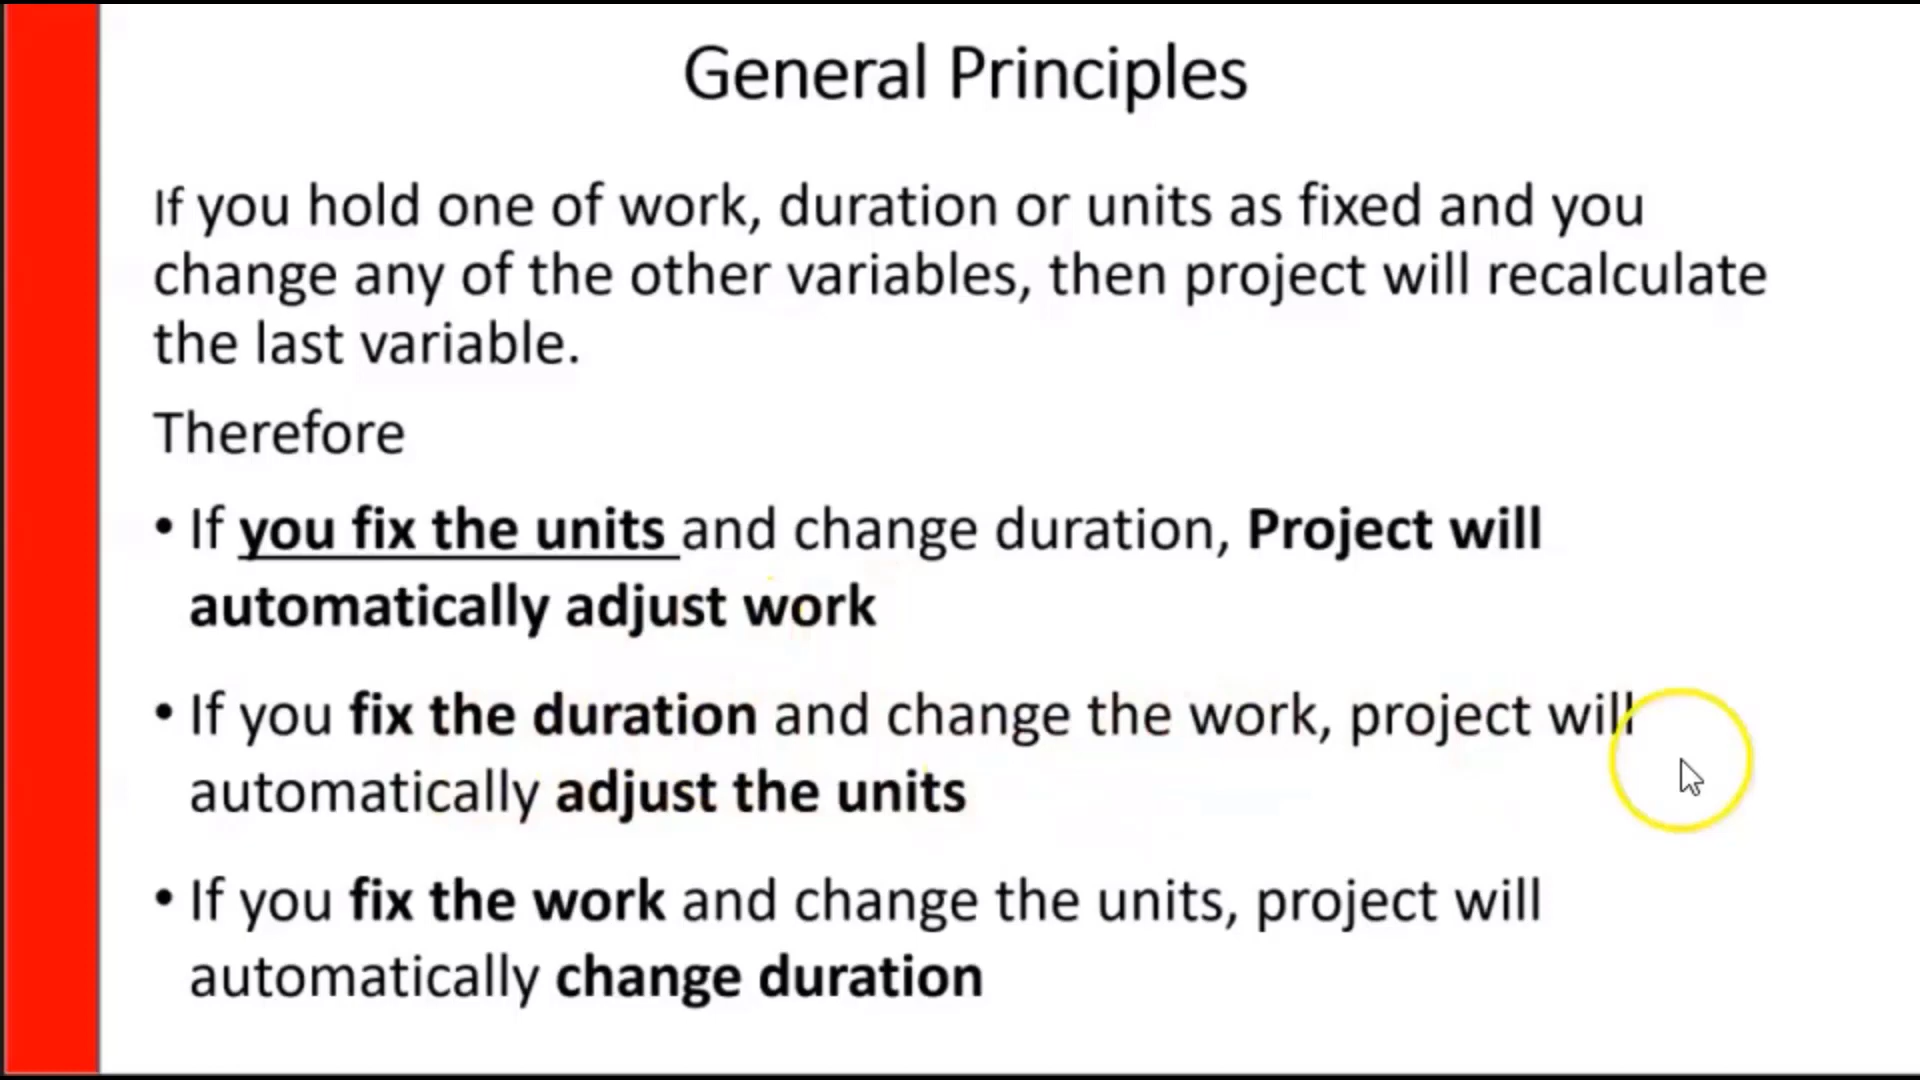 General Principles
If you hold one of work, duration or units as fixed and you
change any of the other variables, then project will recalculate
the last variable.
Therefore
• If you fix the units and change duration, Project will
automatically adjust work
• If you fix the duration and change the work, project will
automatically adjust the units
• If you fix the work and change the units, project will
automatically change duration